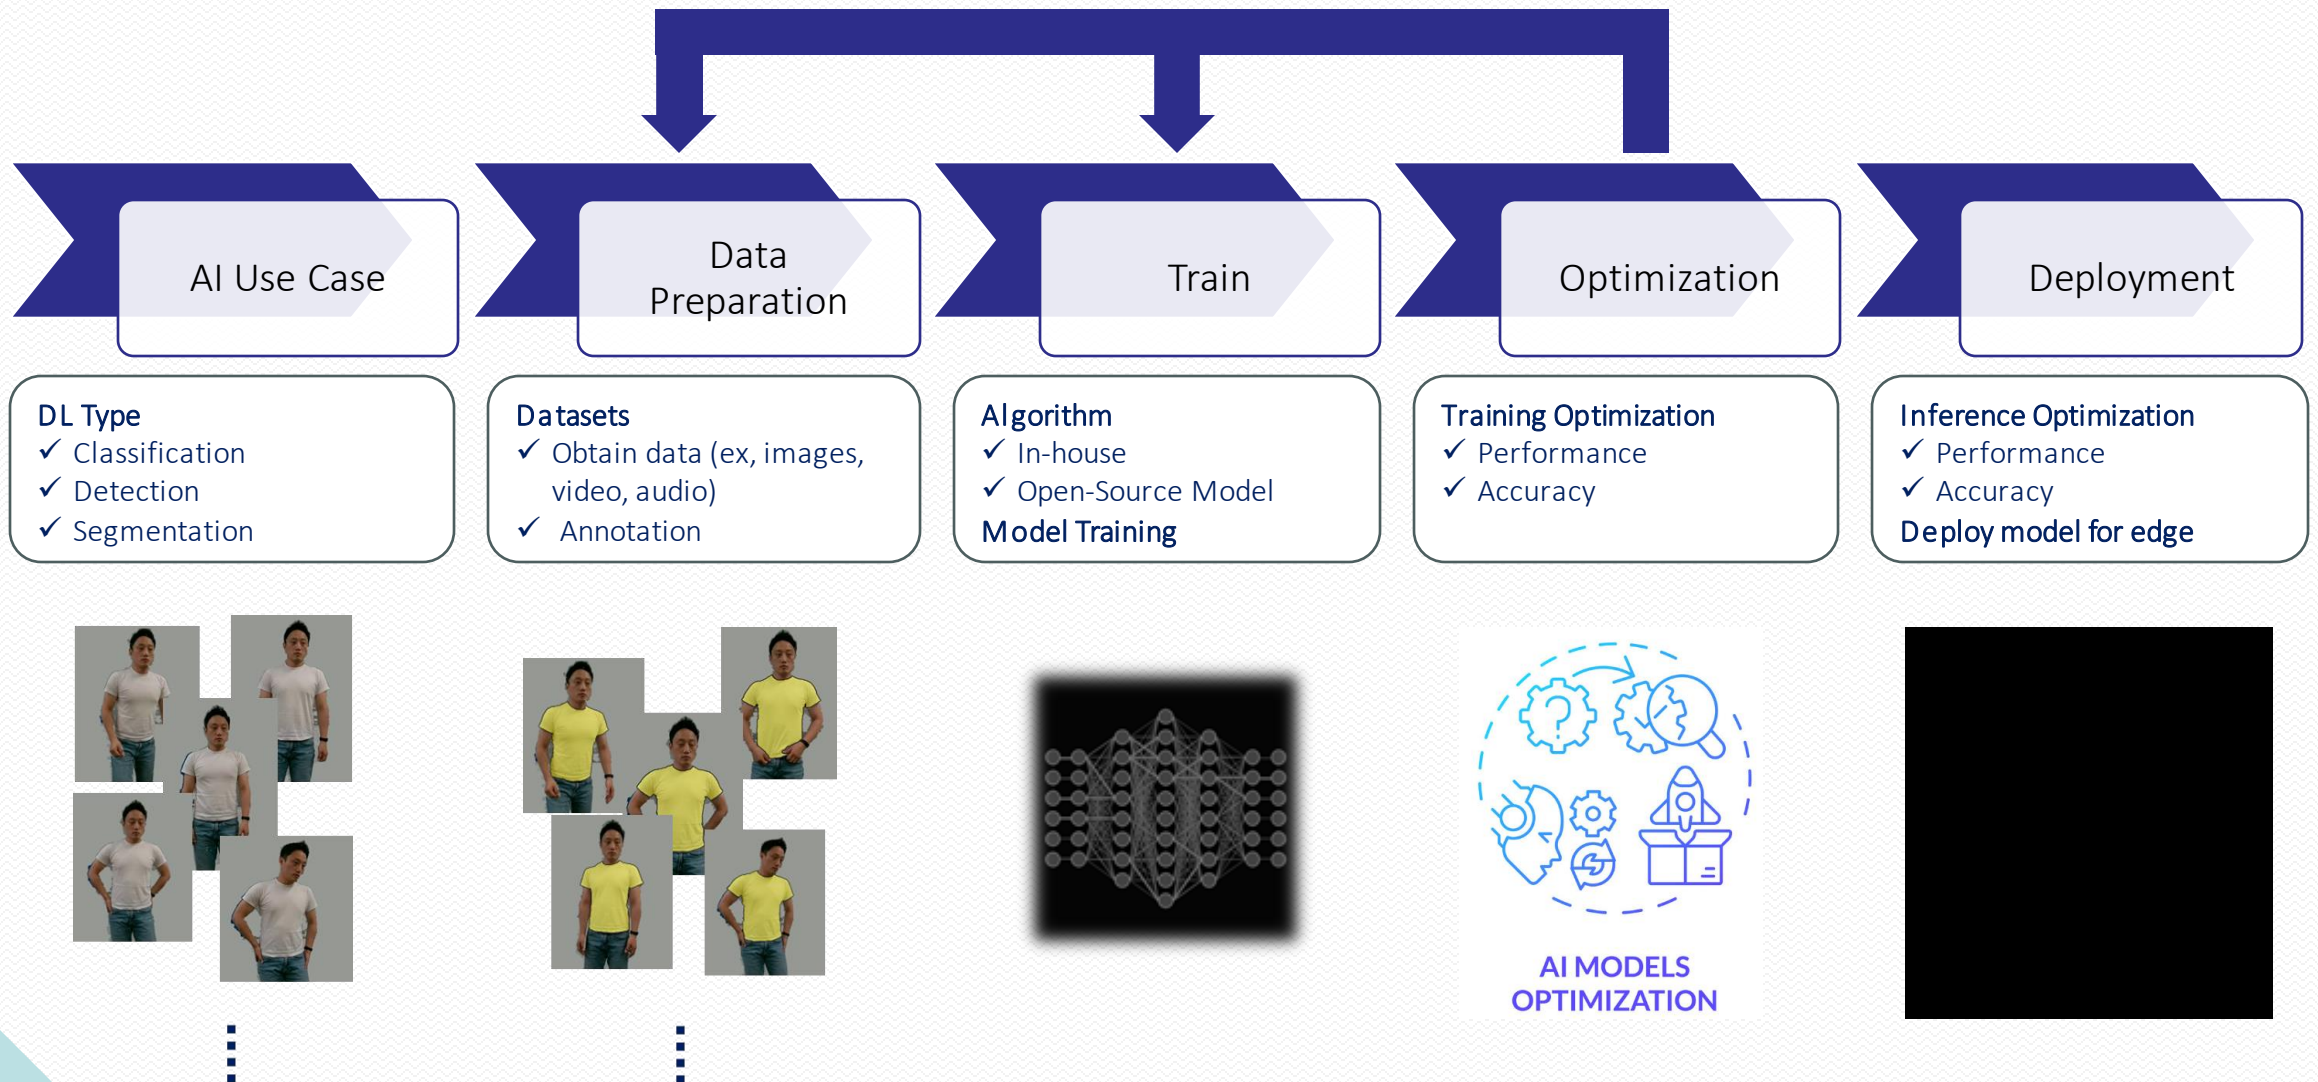 AI Use Case
Data
Preparation
Train
Optimization
Deployment
DL Type
✓ Classification
✓ Detection
✓ Segmentation
Datasets
✓ Obtain data (ex, images,
video, audio)
✓ Annotation
Algorithm
✓ In-house
✓ Open-Source Model
Model Training
Training Optimization
✓ Performance
✓ Accuracy
Inference Optimization
✓ Performance
✓ Accuracy
Deploy model for edge
AI MODELS
OPTIMIZATION